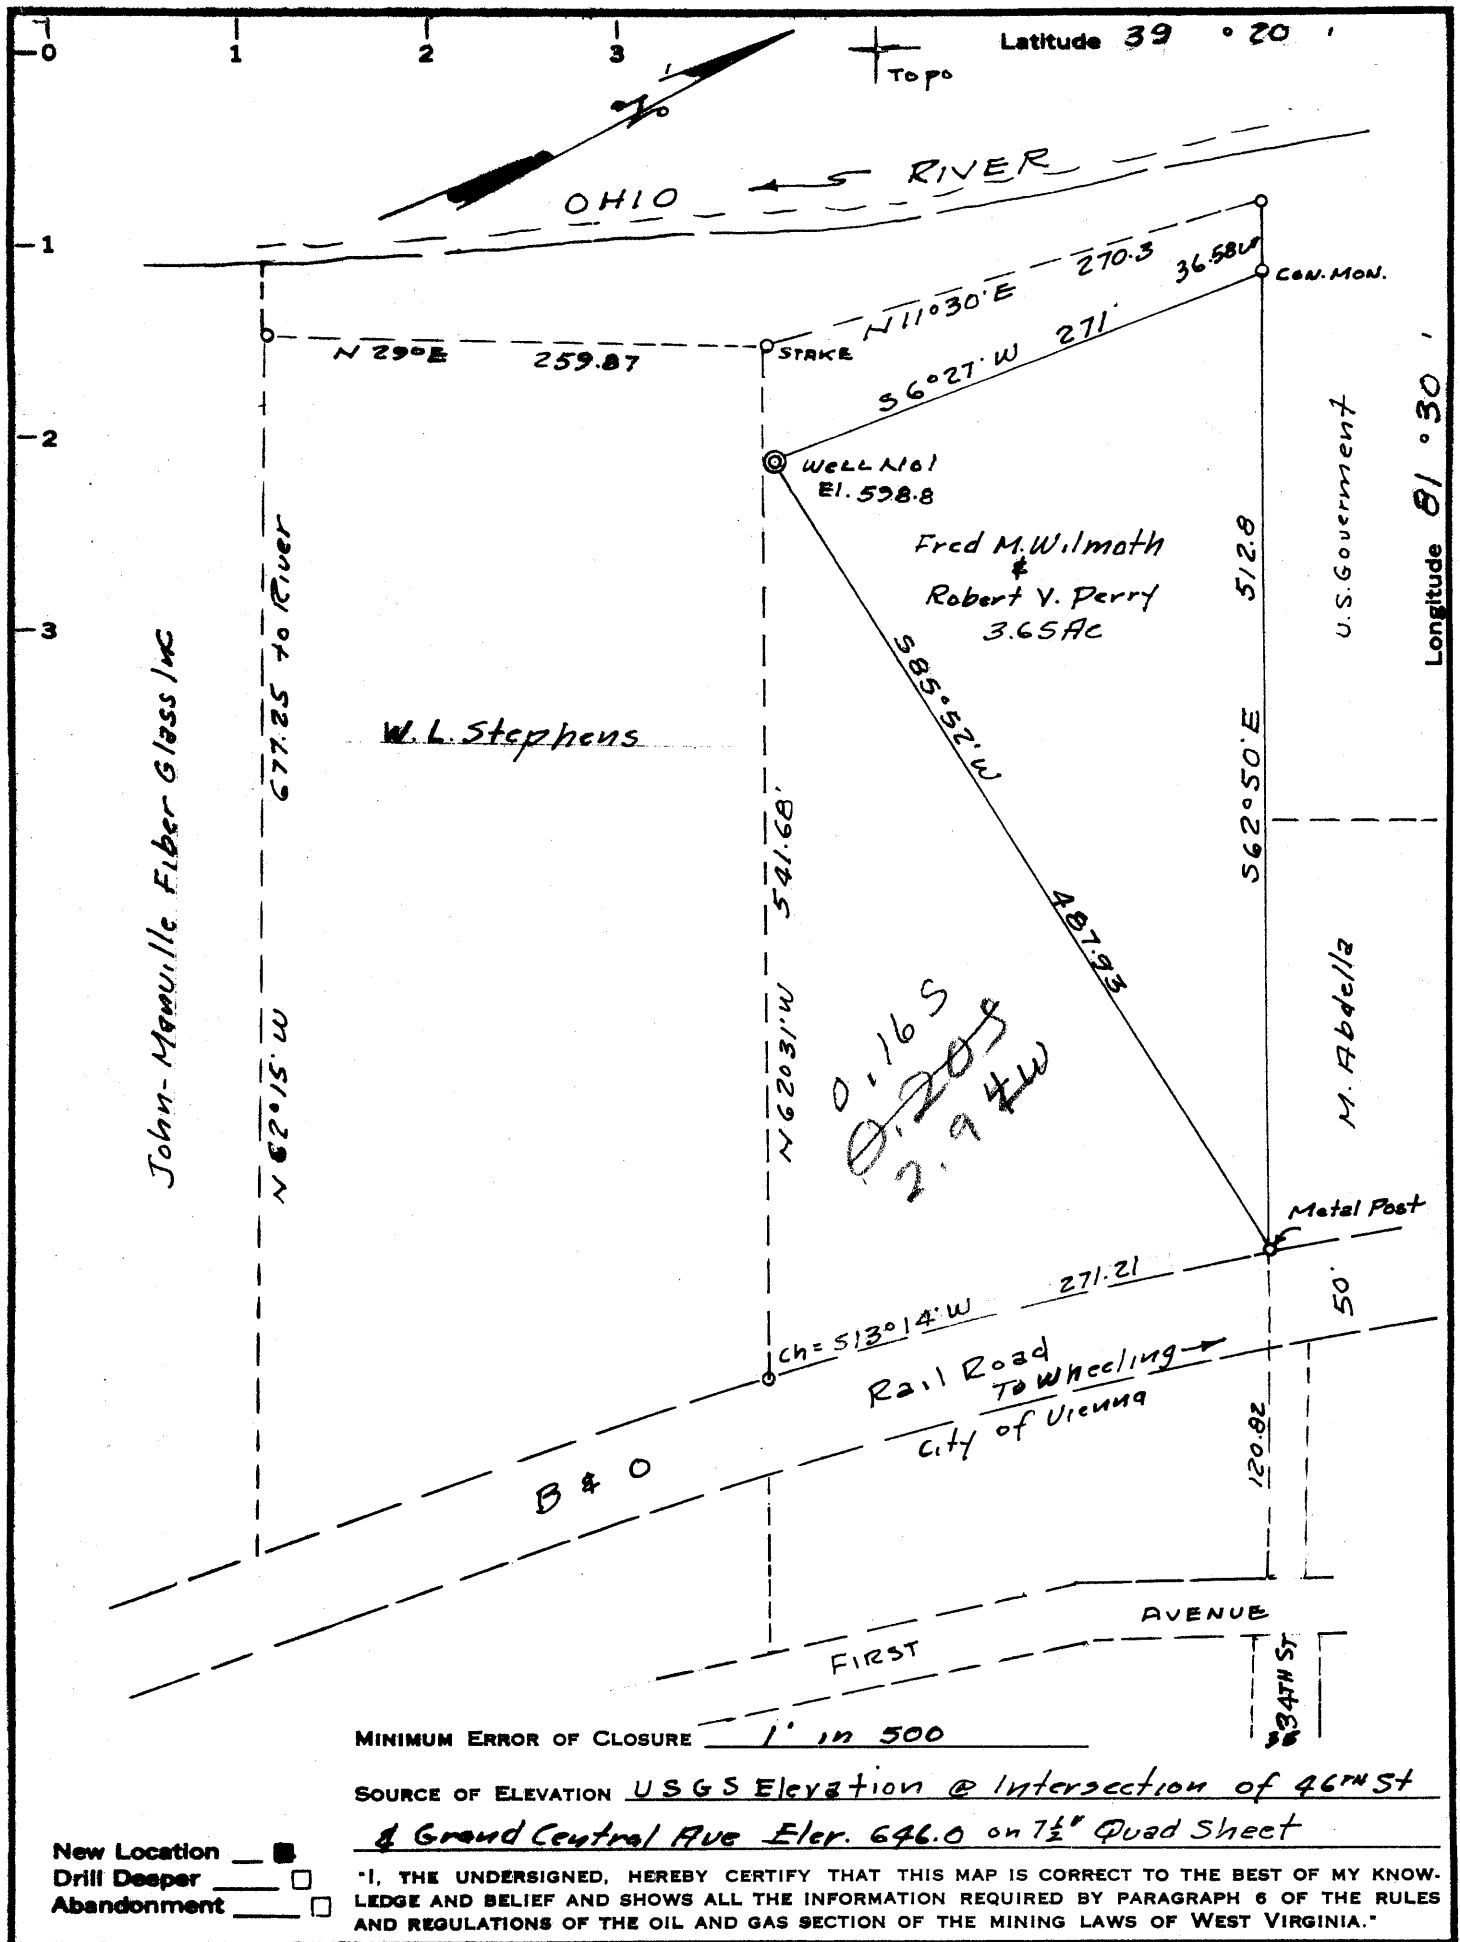 0 1 2 3
Latitude 39 ° 20 '
Topo
N
OHIO RIVER
1
270.3
36.58
N 11°30' E
CON. MON.
271'
S 6°27' W
N 29° E 259.87
STAKE
2
WELL No 1
El. 598.8
Longitude 81 ° 30 '
Fred M. Wilmoth
&
Robert V. Perry
3.65 Ac
3
U.S. Government
512.8
S 62°50' E
John-Manville Fiber Glass Inc
677.25 to River
N 62°15' W
W. L. Stephens
541.68'
N 62°31' W
S 85°52' W
487.93
0.16 S
0.20 S
2.94 W
M. Abdella
Metal Post
271.21
Ch = S 13°14' W
50'
Rail Road
To Wheeling
City of Vienna
B & O
120.82
AVENUE
FIRST
34TH ST
MINIMUM ERROR OF CLOSURE 1' in 500
SOURCE OF ELEVATION USGS Elevation @ Intersection of 46TH St
& Grand Central Ave Elev. 646.0 on 7½" Quad Sheet
New Location
Drill Deeper
Abandonment
"I, THE UNDERSIGNED, HEREBY CERTIFY THAT THIS MAP IS CORRECT TO THE BEST OF MY KNOW-
LEDGE AND BELIEF AND SHOWS ALL THE INFORMATION REQUIRED BY PARAGRAPH 6 OF THE RULES
AND REGULATIONS OF THE OIL AND GAS SECTION OF THE MINING LAWS OF WEST VIRGINIA."